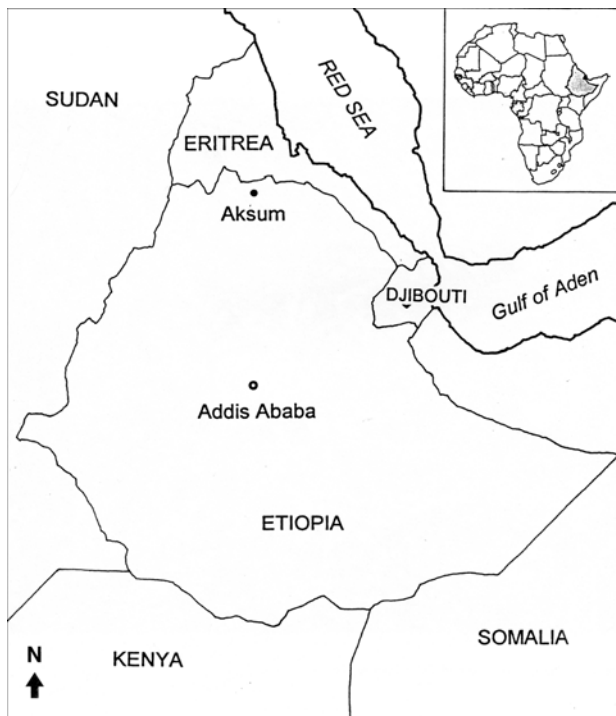 SUDAN
RED SEA
ERITREA
Aksum
DJIBOUTI
Gulf of Aden
Addis Ababa
ETIOPIA
SOMALIA
KENYA
N